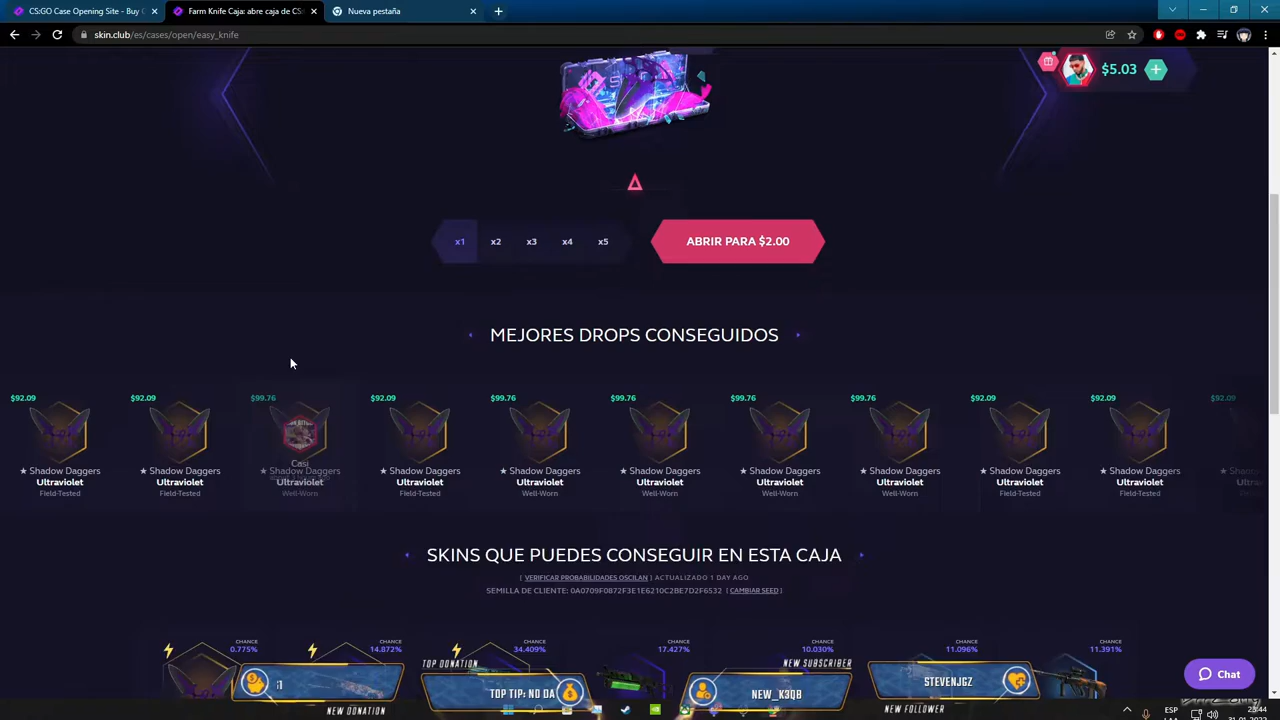 CS:GO Case Opening Site - Buy C
Farm Knife Caja: abre caja de CS:
Nueva pestaña
skin.club/es/cases/open/easy_knife
$5.03
x1 x2 x3 x4 x5
ABRIR PARA $2.00
MEJORES DROPS CONSEGUIDOS
$92.09 $92.09 $99.76 $92.09 $99.76 $99.76 $99.76 $99.76 $92.09 $92.09 $92.09
Casi
★ Shadow Daggers ★ Shadow Daggers ★ Shadow Daggers ★ Shadow Daggers ★ Shadow Daggers ★ Shadow Daggers ★ Shadow Daggers ★ Shadow Daggers ★ Shadow Daggers ★ Shadow Daggers
Ultraviolet Ultraviolet Ultraviolet Ultraviolet Ultraviolet Ultraviolet Ultraviolet Ultraviolet Ultraviolet Ultraviolet
Field-Tested Field-Tested Well-Worn Field-Tested Well-Worn Well-Worn Well-Worn Well-Worn Field-Tested Field-Tested
SKINS QUE PUEDES CONSEGUIR EN ESTA CAJA
[ VERIFICAR PROBABILIDADES OSCILAN ] ACTUALIZADO 1 DAY AGO
SEMILLA DE CLIENTE: 0A0709F0872F3E1E6210C2BE7D2F6532 [ CAMBIAR SEED ]
CHANCE CHANCE CHANCE CHANCE CHANCE CHANCE CHANCE
0.775% 14.872% 34.409% 17.427% 10.030% 11.096% 11.391%
TOP DONATION
NEW SUBSCRIBER
TOP TIP: NO DA
NEW_K3QB
STEVENJGZ
NEW DONATION
NEW FOLLOWER
Chat
ESP
23:44